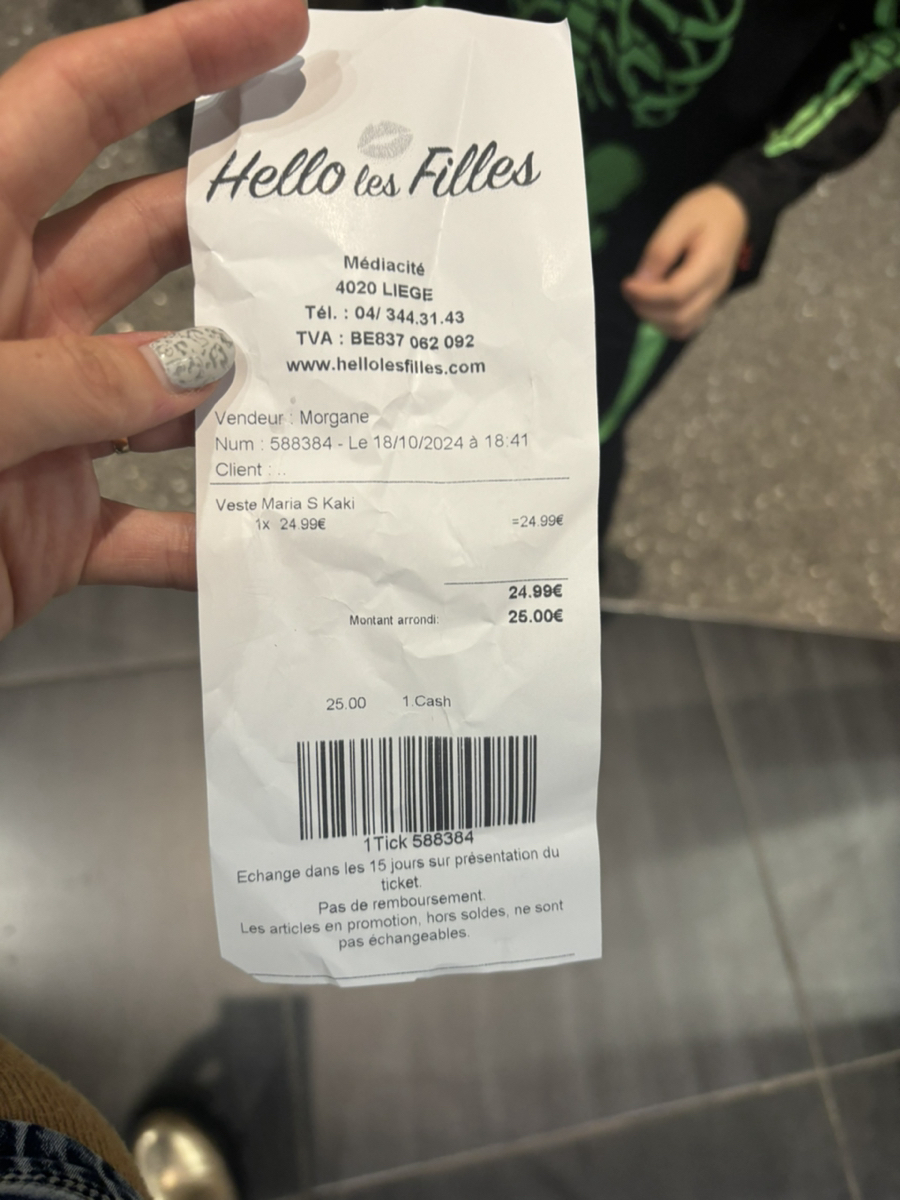 Hello les Filles
Médiacité
4020 LIEGE
Tél. : 04/ 344.31.43
TVA : BE837 062 092
www.hellolesfilles.com
Vendeur : Morgane
Num : 588384 - Le 18/10/2024 à 18:41
Client : ..
Veste Maria S Kaki
1x 24.99€ =24.99€
24.99€
Montant arrondi: 25.00€
25.00 1.Cash
1Tick 588384
Echange dans les 15 jours sur présentation du
ticket.
Pas de remboursement.
Les articles en promotion, hors soldes, ne sont
pas échangeables.